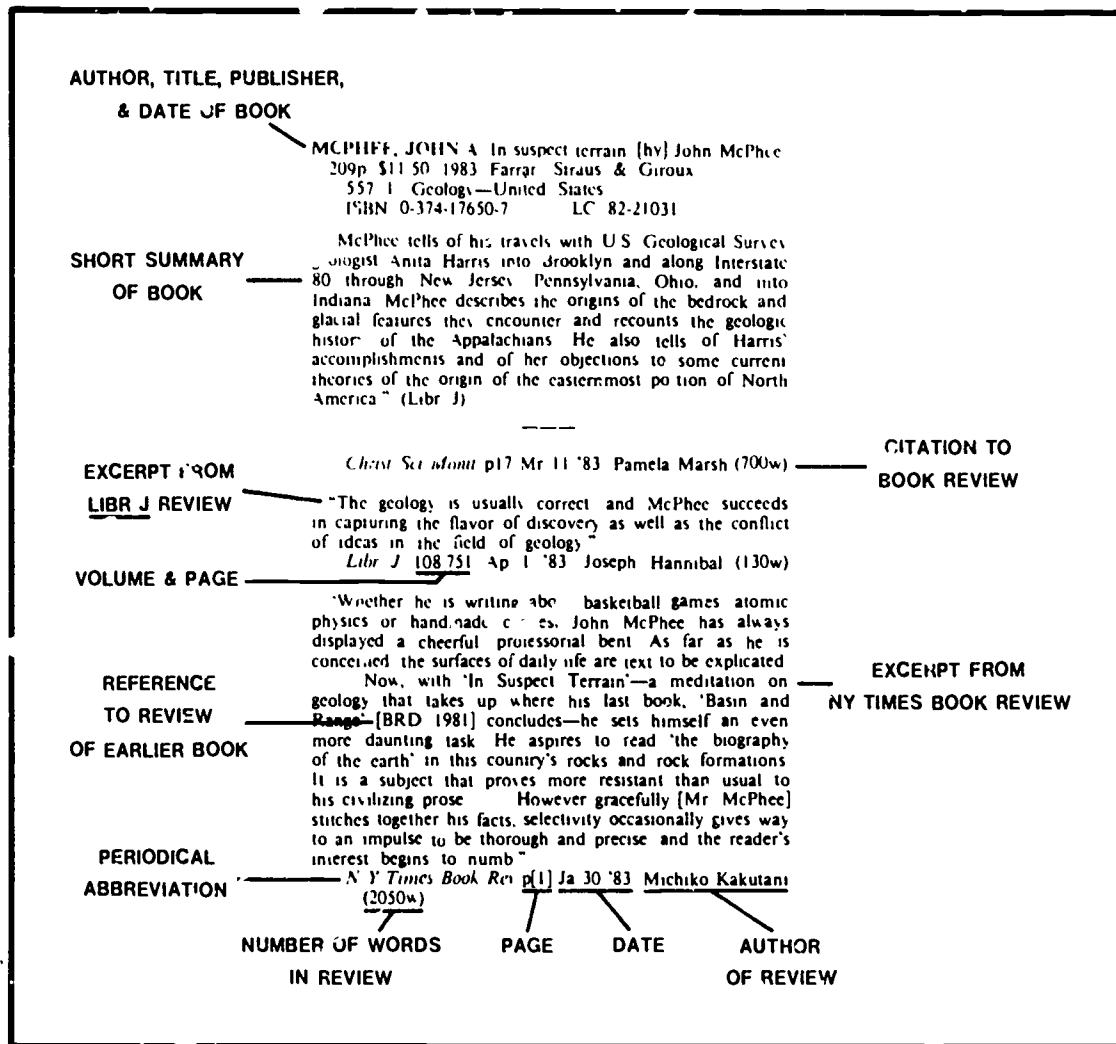 AUTHOR, TITLE, PUBLISHER,
& DATE OF BOOK
MCPHEE, JOHN A In suspect terrain [by] John McPhee
209p $11 50 1983 Farrar Straus & Giroux
557 1 Geology—United States
ISBN 0-374-17650-7 LC 82-21031
SHORT SUMMARY
OF BOOK
McPhee tells of his travels with U S Geological Survey
Anita Harris into Brooklyn and along Interstate
80 through New Jersey Pennsylvania, Ohio, and into
Indiana McPhee describes the origins of the bedrock and
glacial features they encounter and recounts the geologic
history of the Appalachians He also tells of Harris'
accomplishments and of her objections to some current
theories of the origin of the easternmost portion of North
America" (Libr J)
Christ Sci Monit p17 Mr 11 '83 Pamela Marsh (700w)
CITATION TO
BOOK REVIEW
EXCERPT FROM
LIBR J REVIEW
"The geology is usually correct and McPhee succeeds
in capturing the flavor of discovery as well as the conflict
of ideas in the field of geology"
Libr J 108 751 Ap 1 '83 Joseph Hannibal (130w)
VOLUME & PAGE
'Whether he is writing about basketball games atomic
physics or handmade John McPhee has always
displayed a cheerful professorial bent As far as he is
concerned the surfaces of daily life are text to be explicated
Now, with 'In Suspect Terrain'—a meditation on
geology that takes up where his last book, 'Basin and
Range' [BRD 1981] concludes—he sets himself an even
more daunting task He aspires to read 'the biography
of the earth' in this country's rocks and rock formations
It is a subject that proves more resistant than usual to
his civilizing prose However gracefully [Mr McPhee]
stitches together his facts, selectivity occasionally gives way
to an impulse to be thorough and precise and the reader's
interest begins to numb"
N Y Times Book Rev p[1] Ja 30 '83 Michiko Kakutani
(2050w)
EXCERPT FROM
NY TIMES BOOK REVIEW
REFERENCE
TO REVIEW
OF EARLIER BOOK
PERIODICAL
ABBREVIATION
NUMBER OF WORDS
IN REVIEW
PAGE
DATE
AUTHOR
OF REVIEW